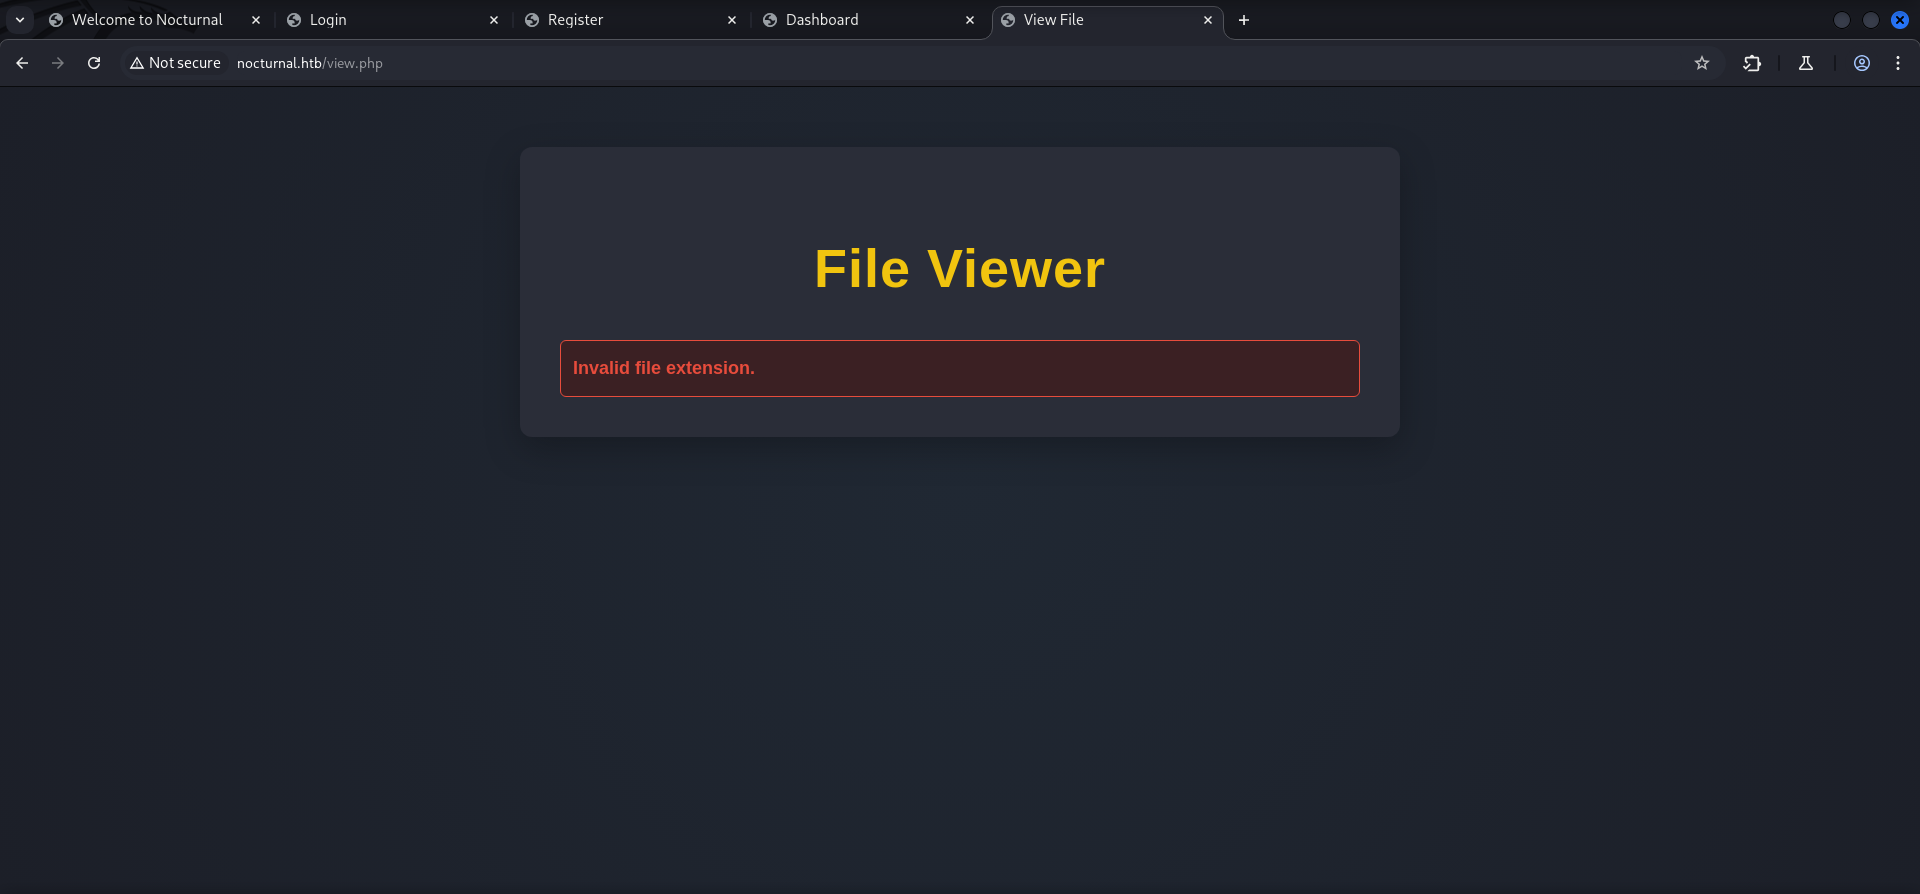 Welcome to Nocturnal
Login
Register
Dashboard
View File
Not secure
nocturnal.htb/view.php
File Viewer
Invalid file extension.